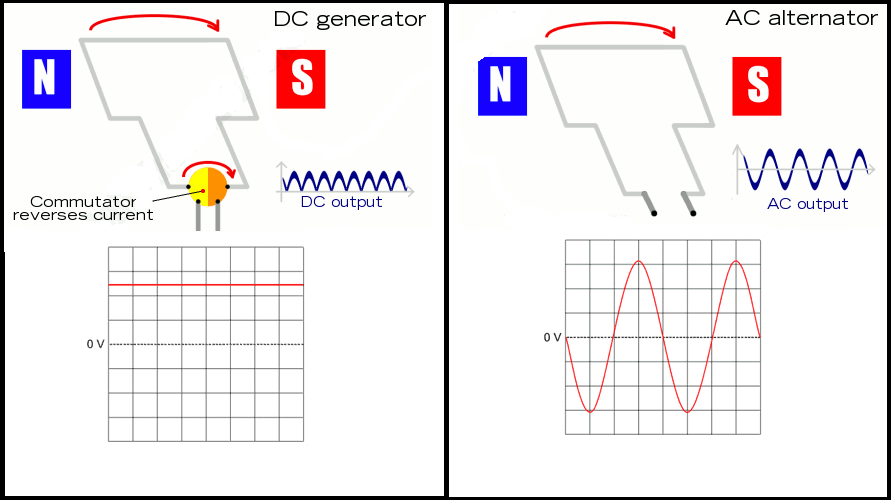 DC generator
N
S
Commutator
reverses current
DC output
0 V
AC alternator
N
S
AC output
0 V